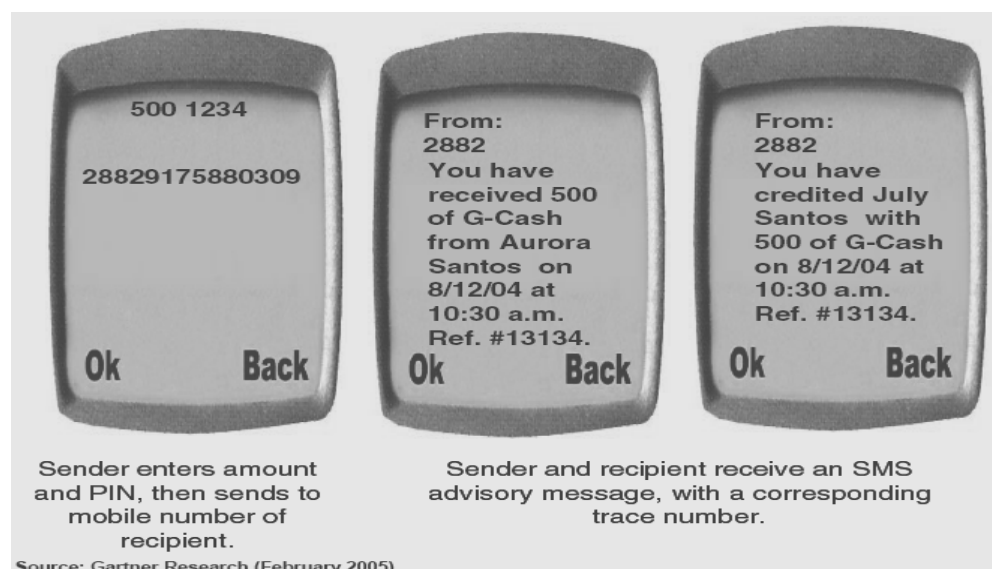 500 1234
28829175880309
Ok Back
From:
2882
You have
received 500
of G-Cash
from Aurora
Santos on
8/12/04 at
10:30 a.m.
Ref. #13134.
Ok Back
From:
2882
You have
credited July
Santos with
500 of G-Cash
on 8/12/04 at
10:30 a.m.
Ref. #13134.
Ok Back
Sender enters amount
and PIN, then sends to
mobile number of
recipient.
Sender and recipient receive an SMS
advisory message, with a corresponding
trace number.
Source: Gartner Research (February 2005)